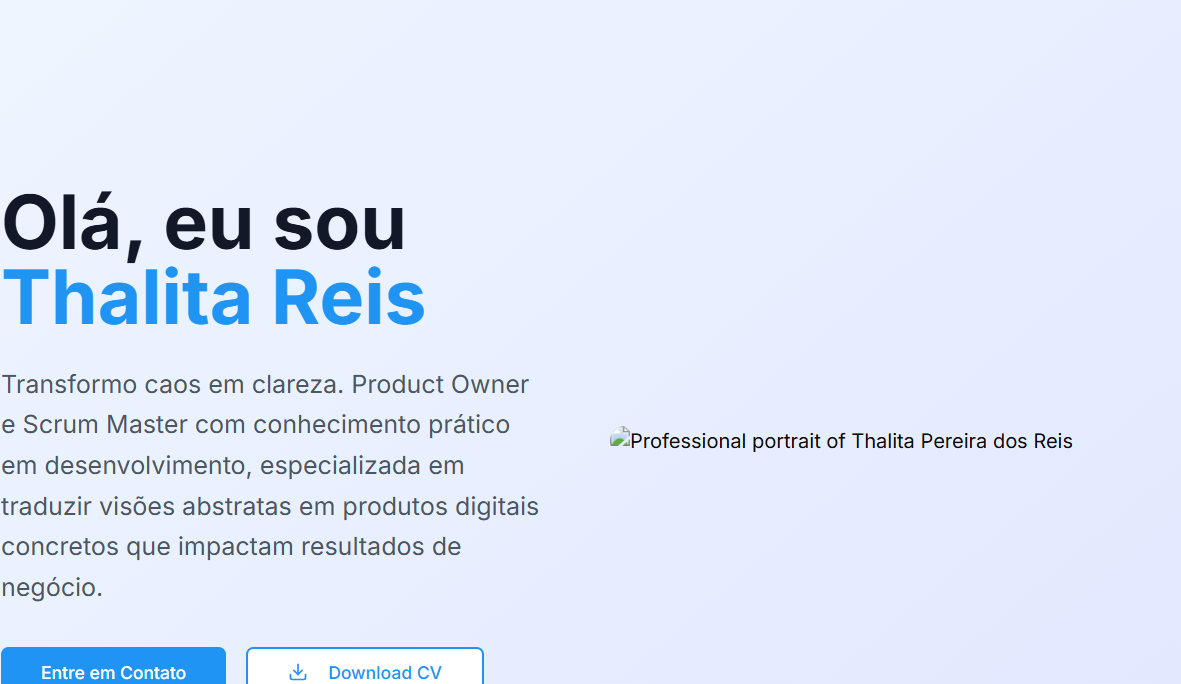 Olá, eu sou
Thalita Reis
Transformo caos em clareza. Product Owner
e Scrum Master com conhecimento prático
em desenvolvimento, especializada em
traduzir visões abstratas em produtos digitais
concretos que impactam resultados de
negócio.
Entre em Contato
Download CV
Professional portrait of Thalita Pereira dos Reis